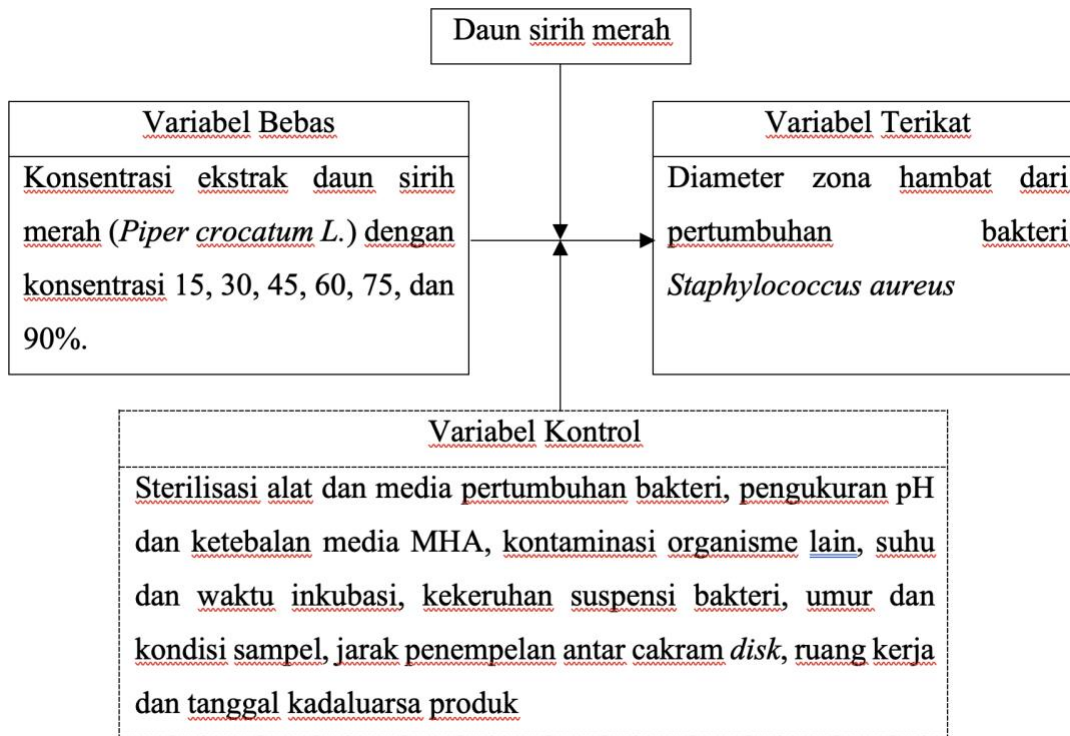 Daun sirih merah
Variabel Bebas
Konsentrasi ekstrak daun sirih
merah (Piper crocatum L.) dengan
konsentrasi 15, 30, 45, 60, 75, dan
90%.
Variabel Terikat
Diameter zona hambat dari
pertumbuhan bakteri
Staphylococcus aureus
Variabel Kontrol
Sterilisasi alat dan media pertumbuhan bakteri, pengukuran pH
dan ketebalan media MHA, kontaminasi organisme lain, suhu
dan waktu inkubasi, kekeruhan suspensi bakteri, umur dan
kondisi sampel, jarak penempelan antar cakram disk, ruang kerja
dan tanggal kadaluarsa produk